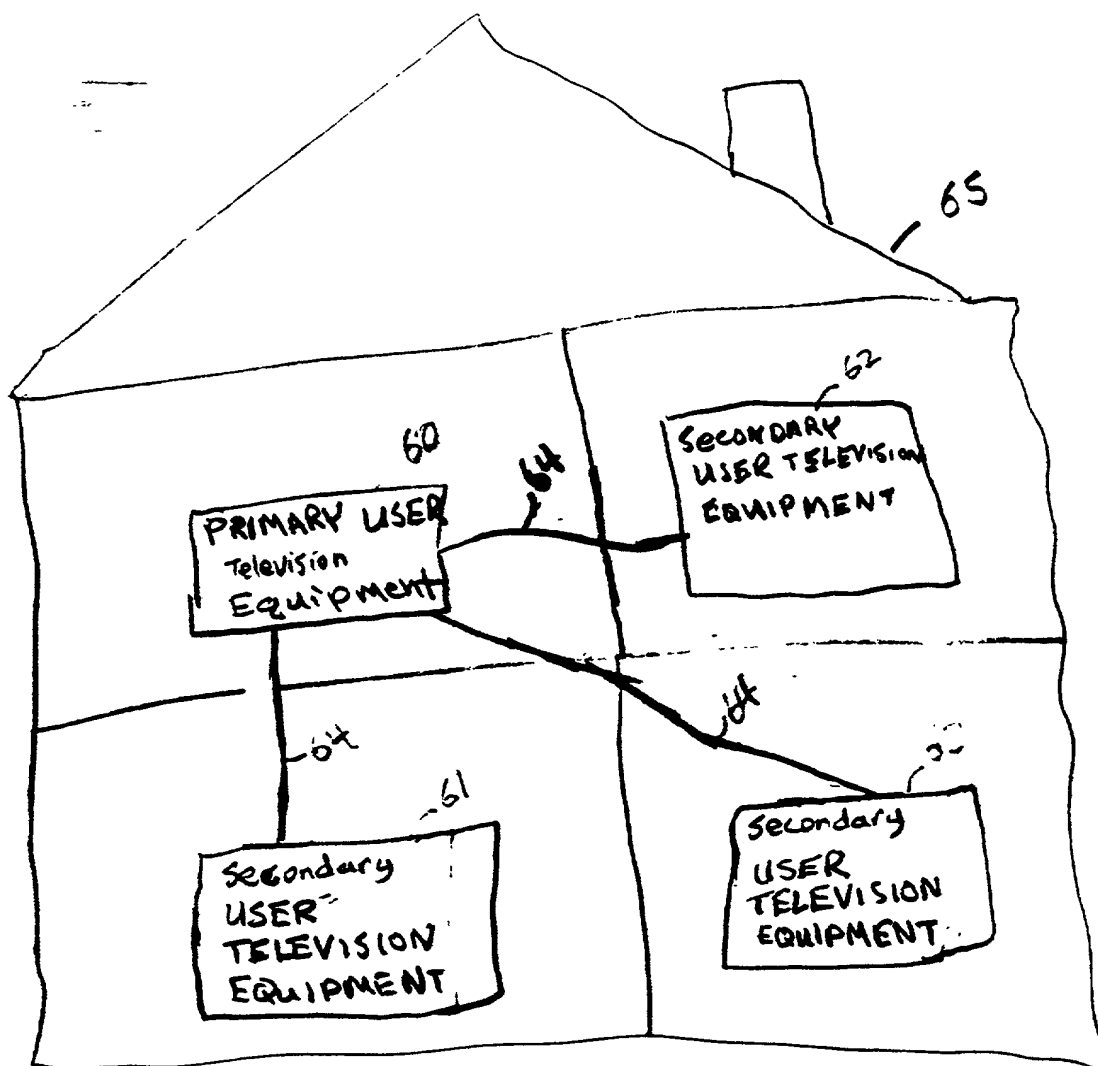 65
62
SECONDARY
USER TELEVISION
EQUIPMENT
60
64
PRIMARY USER
Television
Equipment
64
64
61
Secondary
USER
TELEVISION
EQUIPMENT
Secondary
USER
TELEVISION
EQUIPMENT